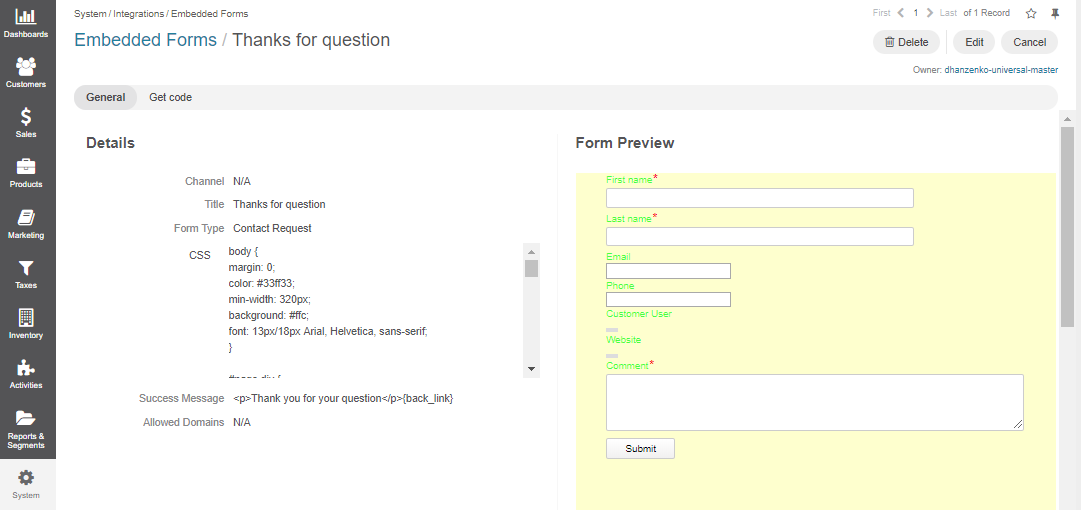 Dashboards
Customers
Sales
Products
Marketing
Taxes
Inventory
Activities
Reports &
Segments
System
System / Integrations / Embedded Forms
First 1 Last of 1 Record
Embedded Forms / Thanks for question
Delete Edit Cancel
Owner: dhanzenko-universal-master
General Get code
Details
Channel N/A
Title Thanks for question
Form Type Contact Request
CSS body {
margin: 0;
color: #33ff33;
min-width: 320px;
background: #ffc;
font: 13px/18px Arial, Helvetica, sans-serif;
}
#page div {
Success Message <p>Thank you for your question</p>{back_link}
Allowed Domains N/A
Form Preview
First name*
Last name*
Email
Phone
Customer User
Website
Comment*
Submit